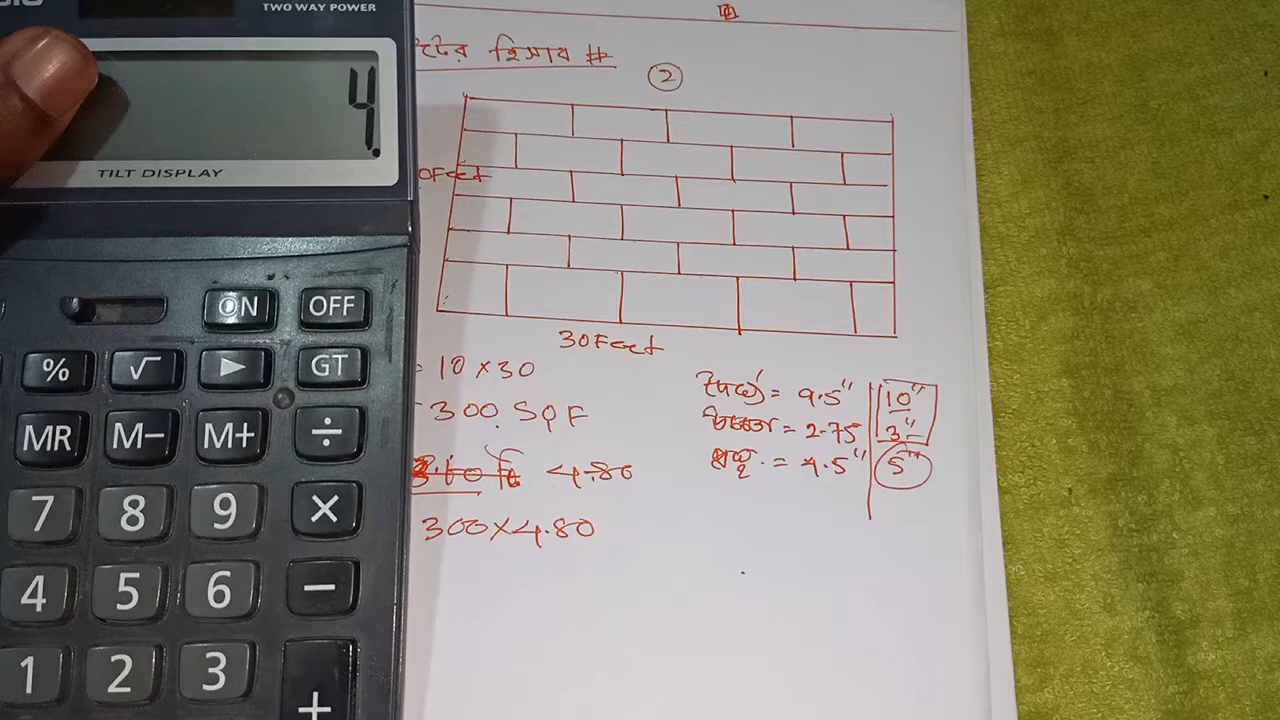 TWO WAY POWER
4.
TILT DISPLAY
ON OFF
% √ ▶ GT
MR M− M+ ÷
7 8 9 ×
4 5 6 −
1 2 3 +
টের হিসাব #
2
0Feet
30Feet
= 10 × 30
300 SQF
4.80
300×4.80
= 9.5" 10"
= 2.75 3"
= 4.5" 5"